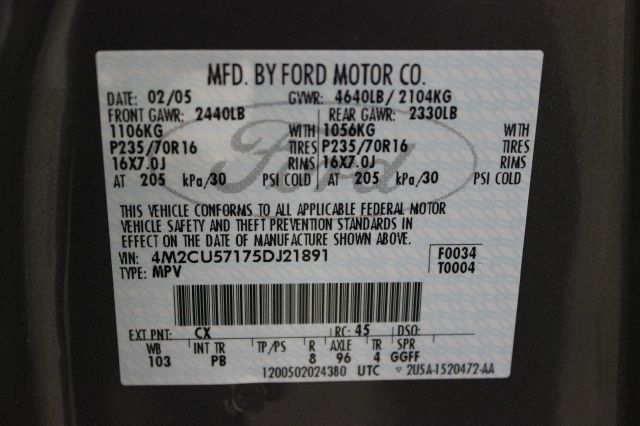 MFD. BY FORD MOTOR CO.
DATE: 02/05 GVWR: 4640LB/ 2104KG
FRONT GAWR: 2440LB REAR GAWR: 2330LB
1106KG WITH 1056KG WITH
P235/70R16 TIRES P235/70R16 TIRES
16X7.0J RIMS 16X7.0J RIMS
AT 205 kPa/30 PSI COLD AT 205 kPa/30 PSI COLD
Ford
THIS VEHICLE CONFORMS TO ALL APPLICABLE FEDERAL MOTOR
VEHICLE SAFETY AND THEFT PREVENTION STANDARDS IN
EFFECT ON THE DATE OF MANUFACTURE SHOWN ABOVE.
VIN: 4M2CU57175DJ21891 F0034
TYPE: MPV T0004
EXT PNT: CX RC: 45 DSO:
WB INT TR TP/PS R AXLE TR SPR
103 PB 8 96 4 GGFF
1200502024380 UTC 2U5A-1520472-AA